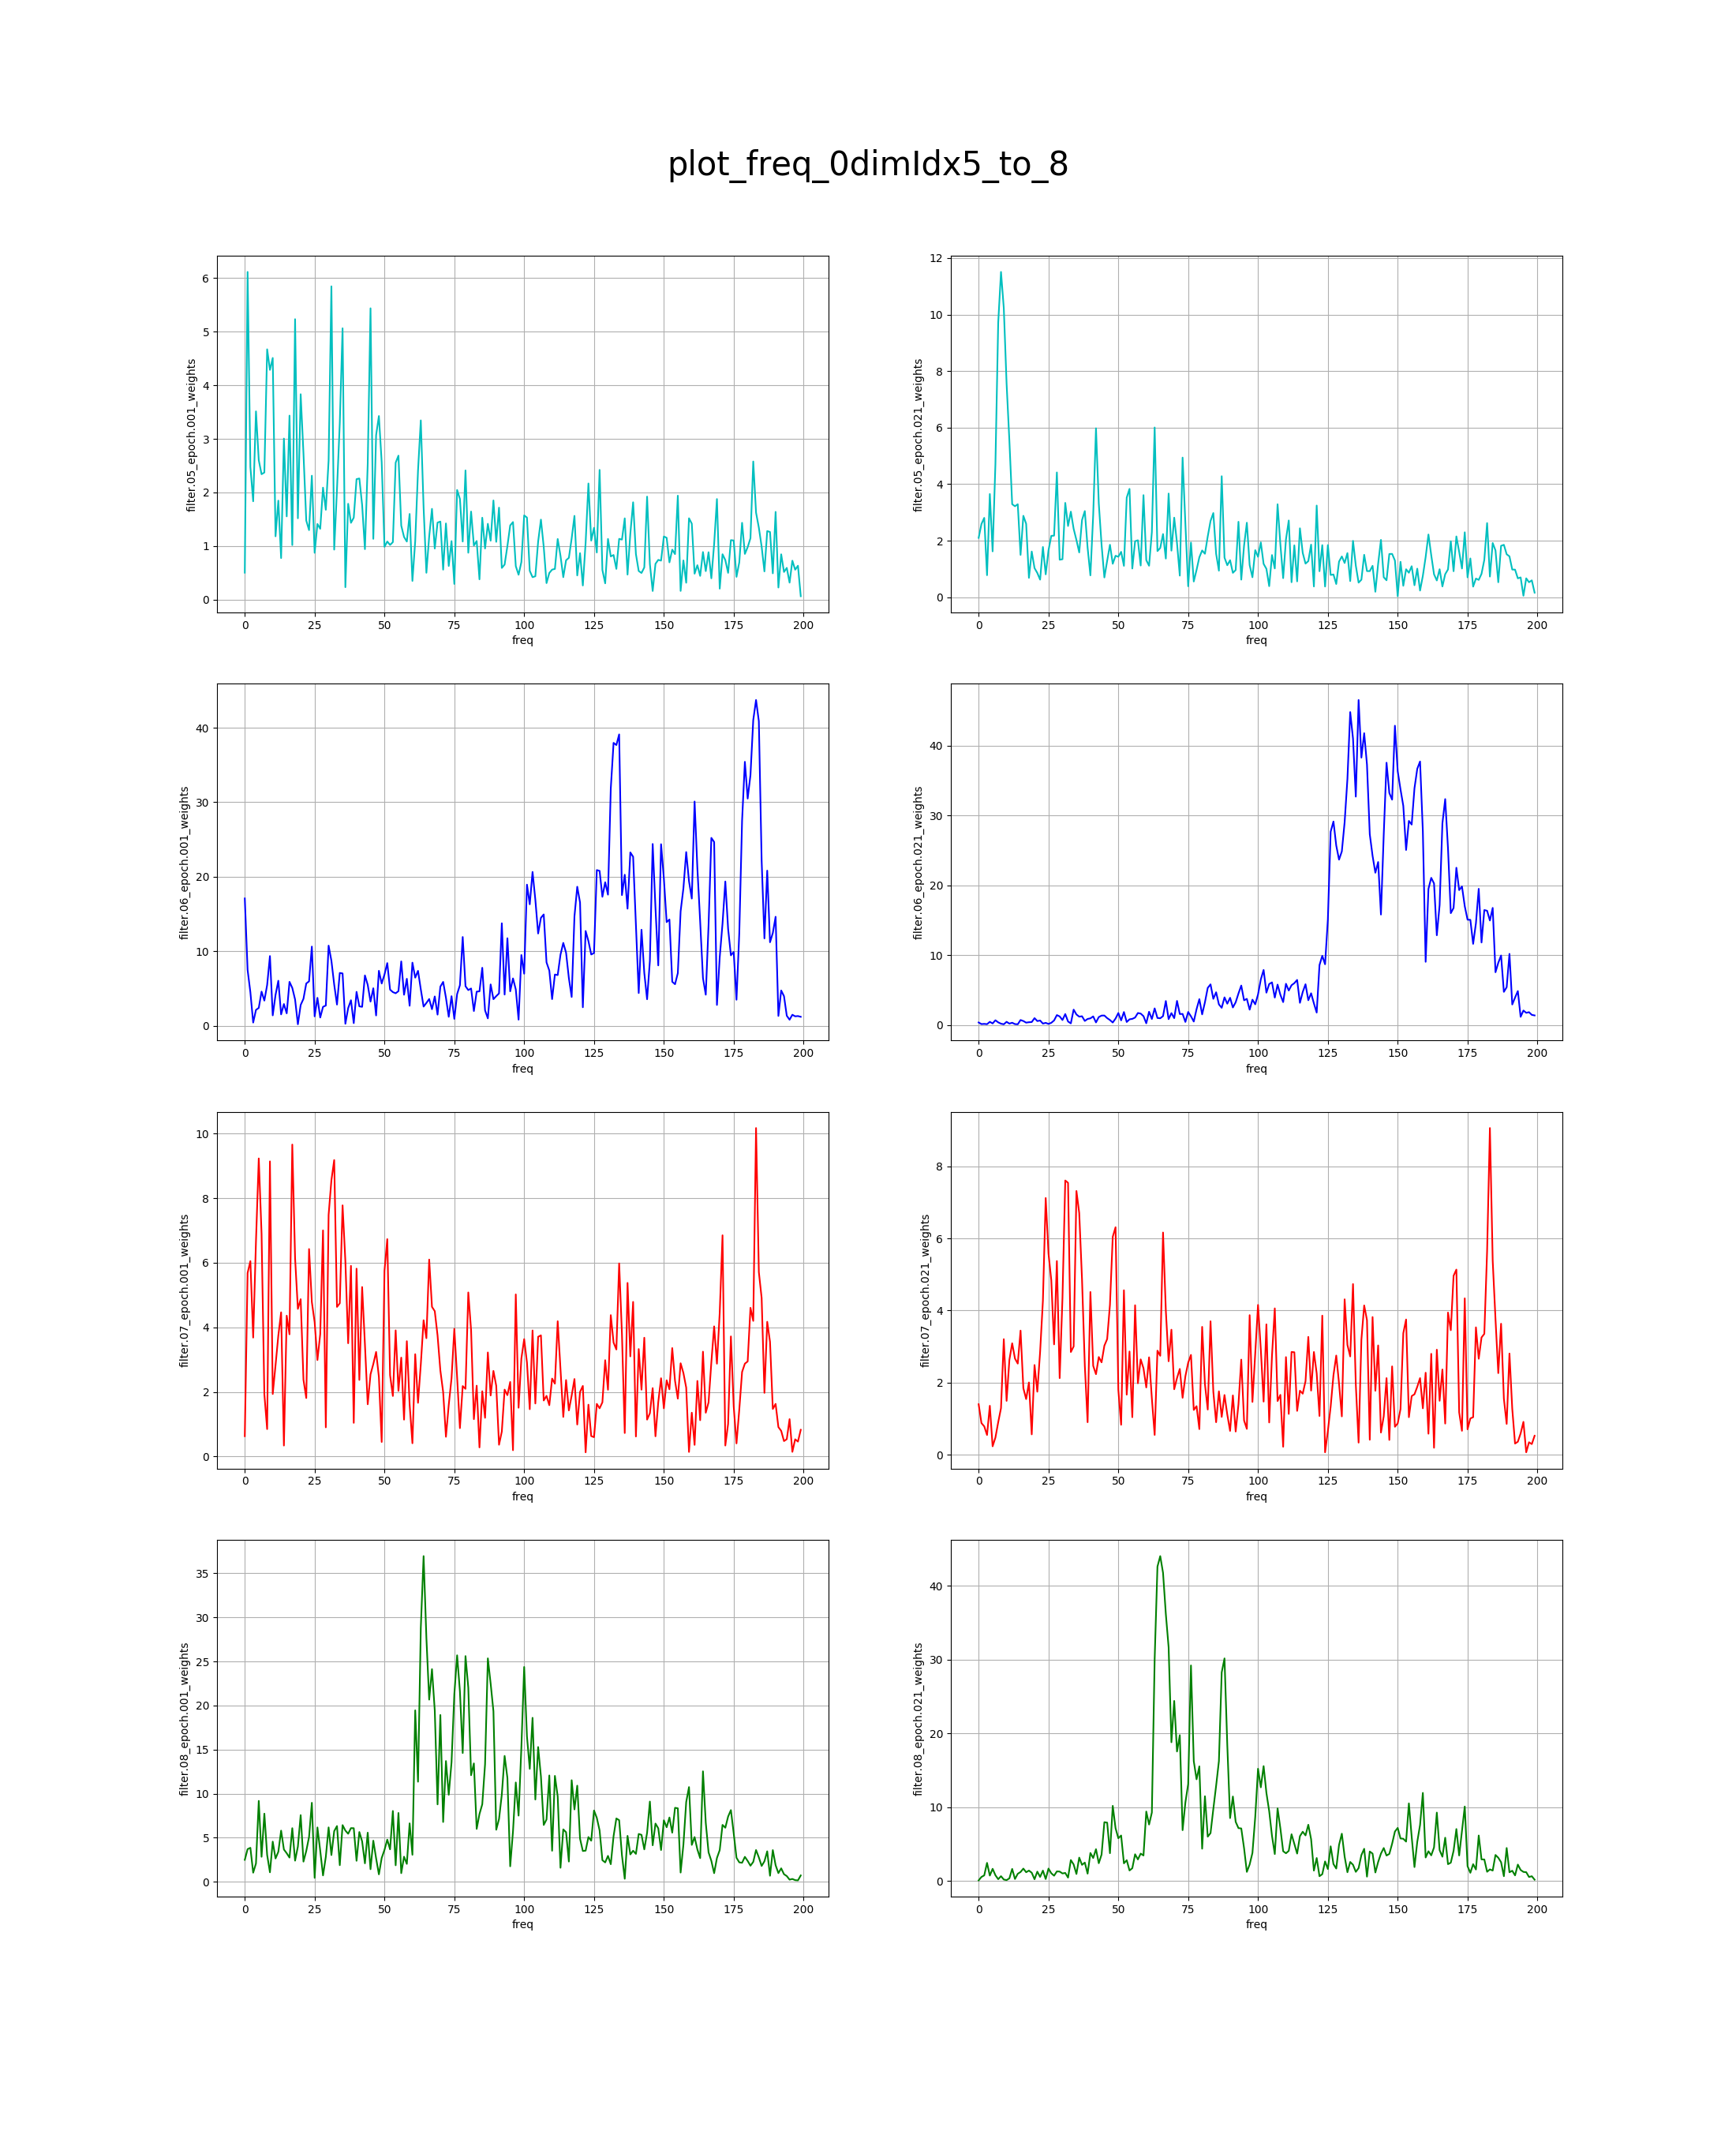 plot_freq_0dimIdx5_to_8
filter.05_epoch.001_weights
6
5
4
3
2
1
0
0 25 50 75 100 125 150 175 200
freq
filter.05_epoch.021_weights
12
10
8
6
4
2
0
0 25 50 75 100 125 150 175 200
freq
filter.06_epoch.001_weights
40
30
20
10
0
0 25 50 75 100 125 150 175 200
freq
filter.06_epoch.021_weights
40
30
20
10
0
0 25 50 75 100 125 150 175 200
freq
filter.07_epoch.001_weights
10
8
6
4
2
0
0 25 50 75 100 125 150 175 200
freq
filter.07_epoch.021_weights
8
6
4
2
0
0 25 50 75 100 125 150 175 200
freq
filter.08_epoch.001_weights
35
30
25
20
15
10
5
0
0 25 50 75 100 125 150 175 200
freq
filter.08_epoch.021_weights
40
30
20
10
0
0 25 50 75 100 125 150 175 200
freq